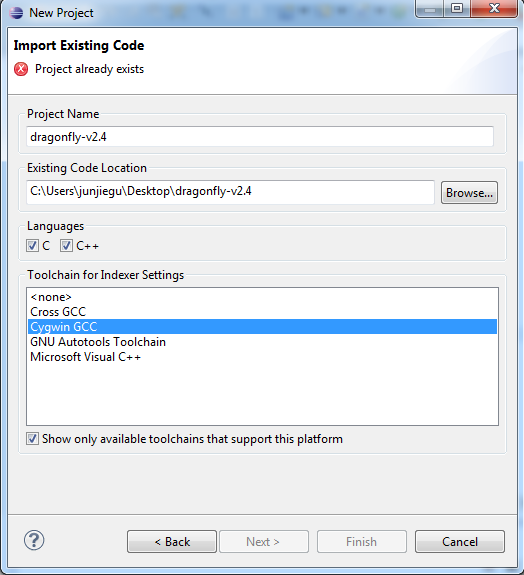 New Project
Import Existing Code
Project already exists
Project Name
dragonfly-v2.4
Existing Code Location
C:\Users\junjiegu\Desktop\dragonfly-v2.4
Browse...
Languages
C C++
Toolchain for Indexer Settings
<none>
Cross GCC
Cygwin GCC
GNU Autotools Toolchain
Microsoft Visual C++
Show only available toolchains that support this platform
? < Back Next > Finish Cancel